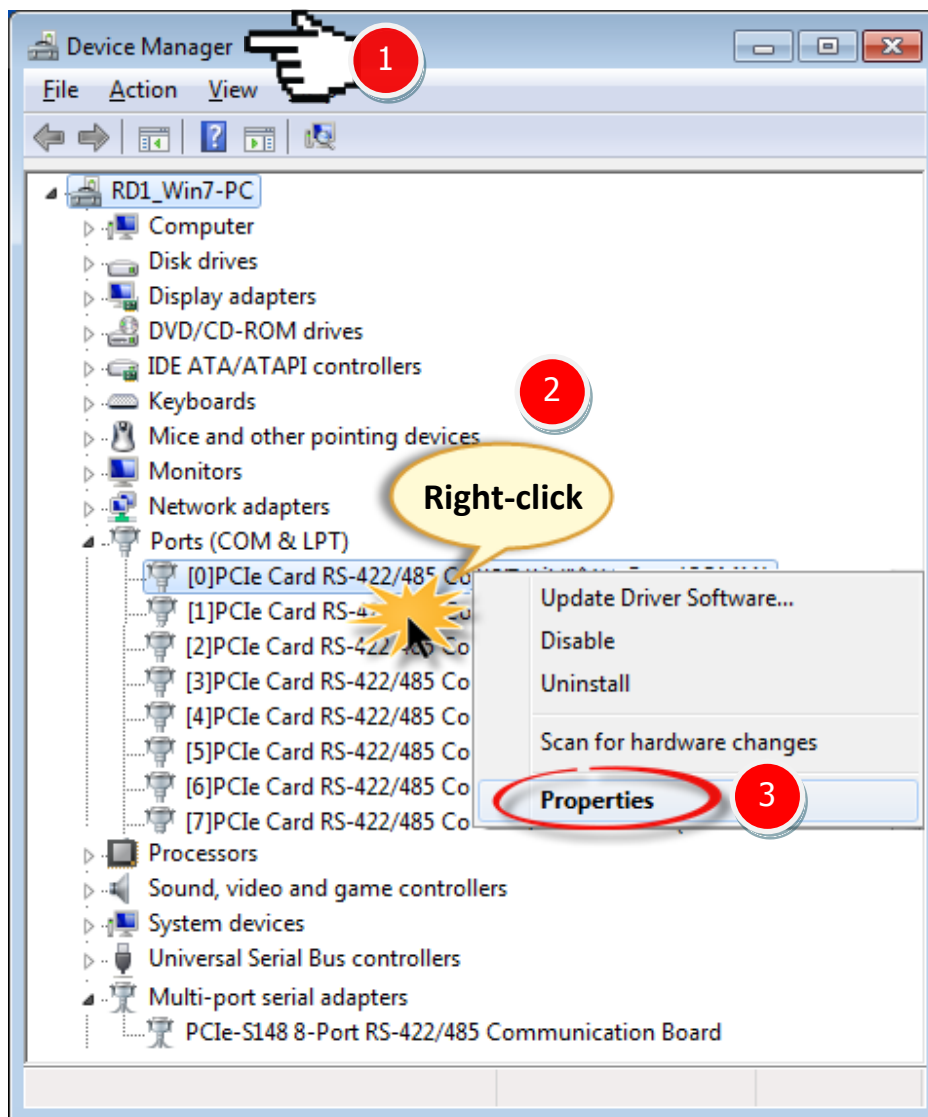 Device Manager
1
File Action View
RD1_Win7-PC
Computer
Disk drives
Display adapters
DVD/CD-ROM drives
IDE ATA/ATAPI controllers
2
Keyboards
Mice and other pointing devices
Monitors
Right-click
Network adapters
Ports (COM & LPT)
[0]PCIe Card RS-422/485
Update Driver Software...
[1]PCIe Card
Disable
[2]PCIe Card RS-422/485 Co
[3]PCIe Card RS-422/485 Co
Uninstall
[4]PCIe Card RS-422/485 Co
Scan for hardware changes
[5]PCIe Card RS-422/485 Co
[6]PCIe Card RS-422/485 Co
Properties
3
[7]PCIe Card RS-422/485 Co
Processors
Sound, video and game controllers
System devices
Universal Serial Bus controllers
Multi-port serial adapters
PCIe-S148 8-Port RS-422/485 Communication Board